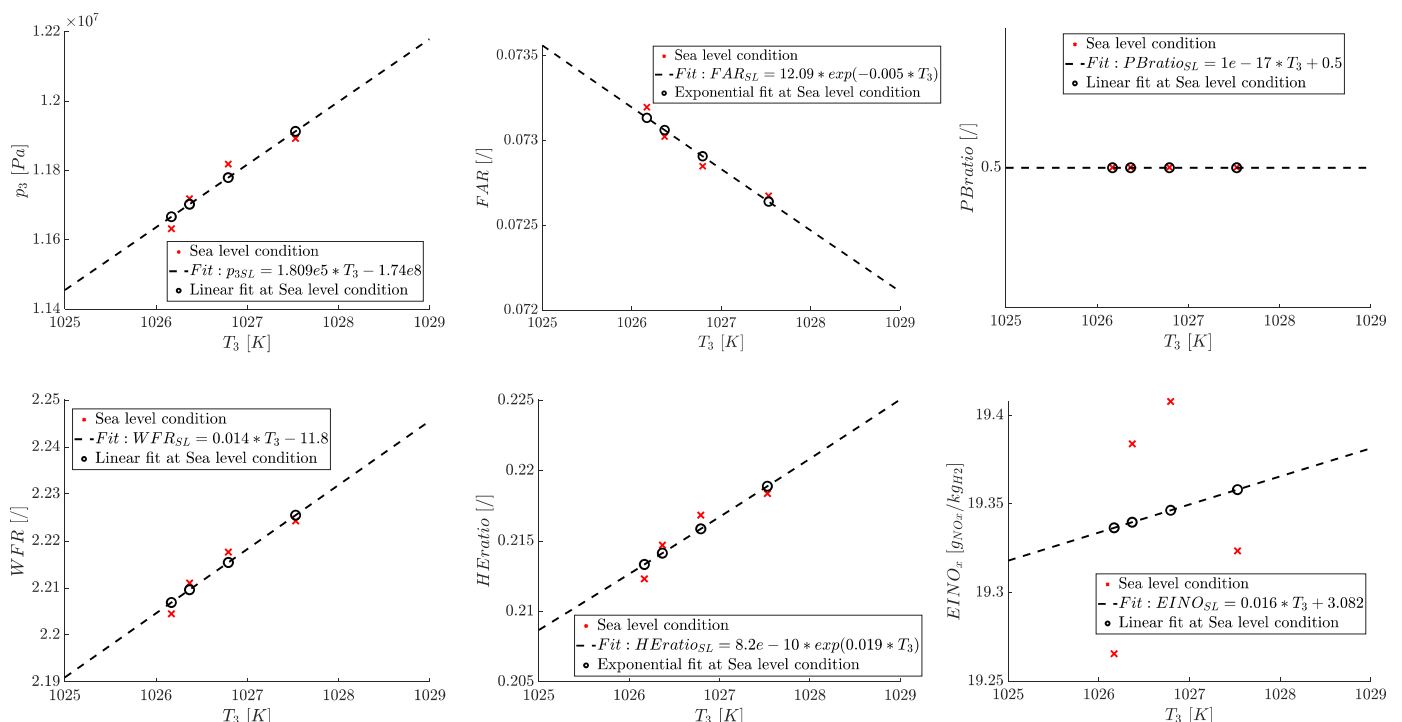 ×10⁷
1.22
1.2
1.18
1.16
1.14
p₃ [Pa]
Sea level condition
Fit : p₃SL = 1.809e5 ∗ T₃ − 1.74e8
Linear fit at Sea level condition
1025 1026 1027 1028 1029
T₃ [K]
0.0735
0.073
0.0725
0.072
FAR [/]
Sea level condition
Fit : FAR_SL = 12.09 ∗ exp(−0.005 ∗ T₃)
Exponential fit at Sea level condition
1025 1026 1027 1028 1029
T₃ [K]
0.5
PBratio [/]
Sea level condition
Fit : PBratio_SL = 1e − 17 ∗ T₃ + 0.5
Linear fit at Sea level condition
1025 1026 1027 1028 1029
T₃ [K]
2.25
2.24
2.23
2.22
2.21
2.2
2.19
WFR [/]
Sea level condition
Fit : WFR_SL = 0.014 ∗ T₃ − 11.8
Linear fit at Sea level condition
1025 1026 1027 1028 1029
T₃ [K]
0.225
0.22
0.215
0.21
0.205
HEratio [/]
Sea level condition
Fit : HEratio_SL = 8.2e − 10 ∗ exp(0.019 ∗ T₃)
Exponential fit at Sea level condition
1025 1026 1027 1028 1029
T₃ [K]
19.4
19.35
19.3
19.25
EINOₓ [g_NOx/kg_H2]
Sea level condition
Fit : EINO_SL = 0.016 ∗ T₃ + 3.082
Linear fit at Sea level condition
1025 1026 1027 1028 1029
T₃ [K]